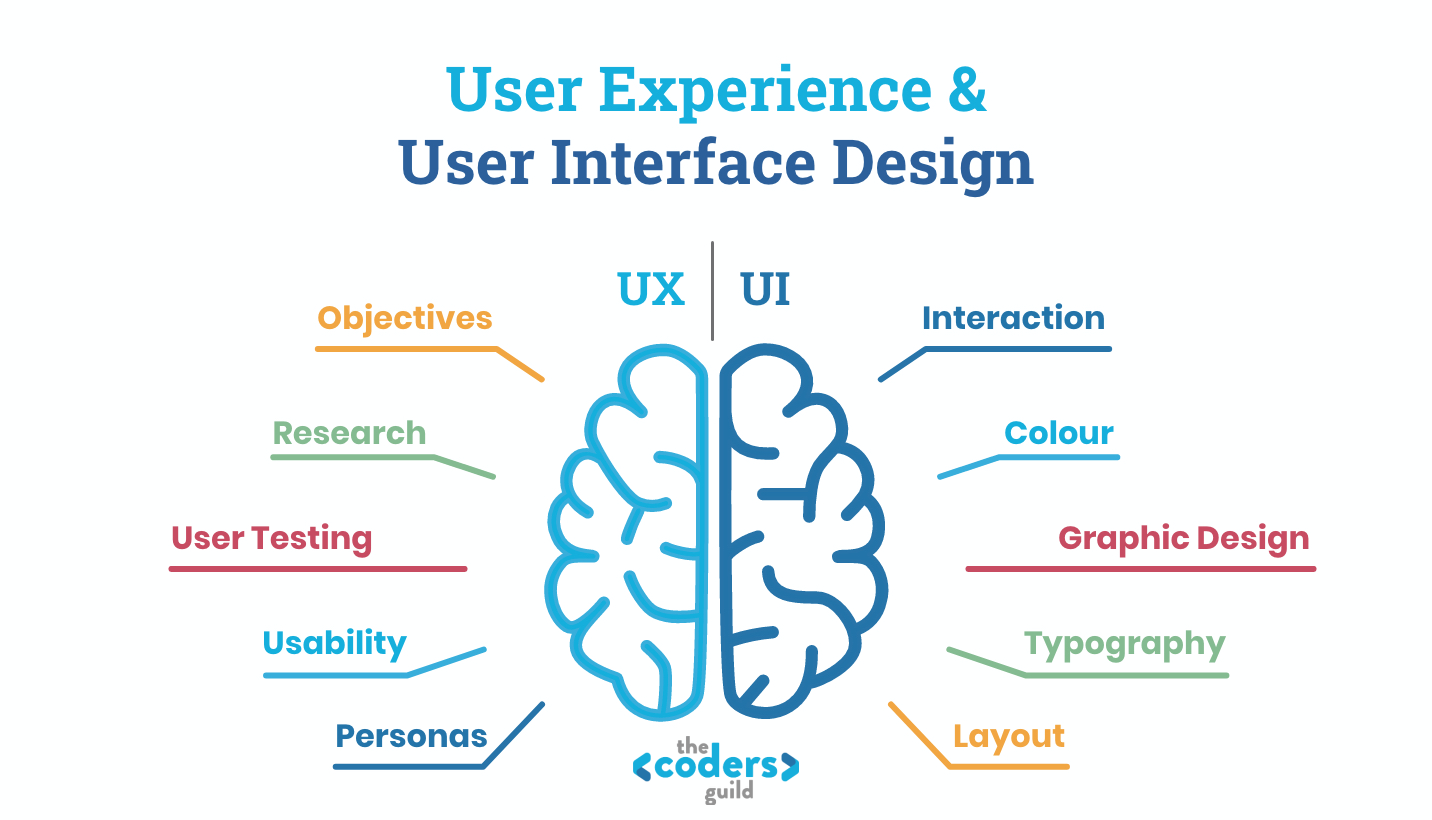 User Experience &
User Interface Design
UX
UI
Objectives
Research
User Testing
Usability
Personas
Interaction
Colour
Graphic Design
Typography
Layout
the
<coders>
guild